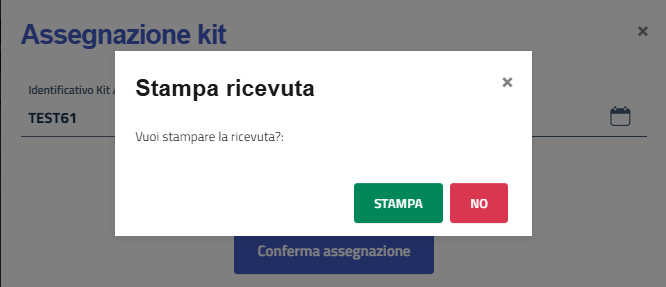 Assegnazione kit
×
Identificativo Kit
TEST61
Stampa ricevuta
×
Vuoi stampare la ricevuta?:
STAMPA
NO
Conferma assegnazione